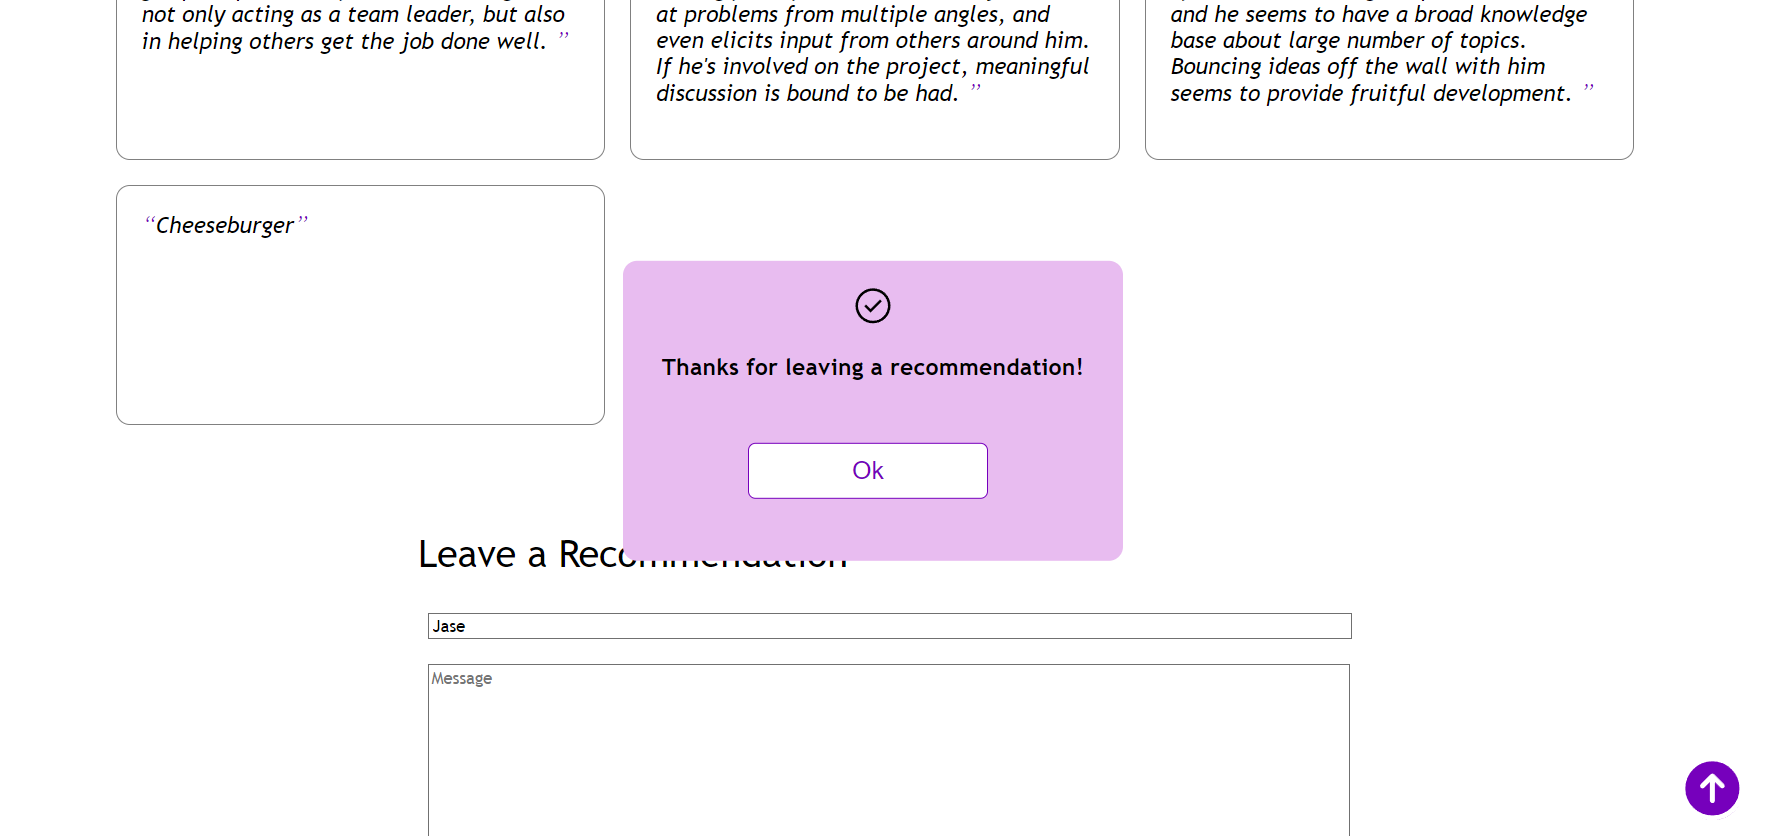 not only acting as a team leader, but also
in helping others get the job done well. ”
at problems from multiple angles, and
even elicits input from others around him.
If he's involved on the project, meaningful
discussion is bound to be had. ”
and he seems to have a broad knowledge
base about large number of topics.
Bouncing ideas off the wall with him
seems to provide fruitful development. ”
“Cheeseburger”
Thanks for leaving a recommendation!
Ok
Leave a Recommendation
Jase
Message